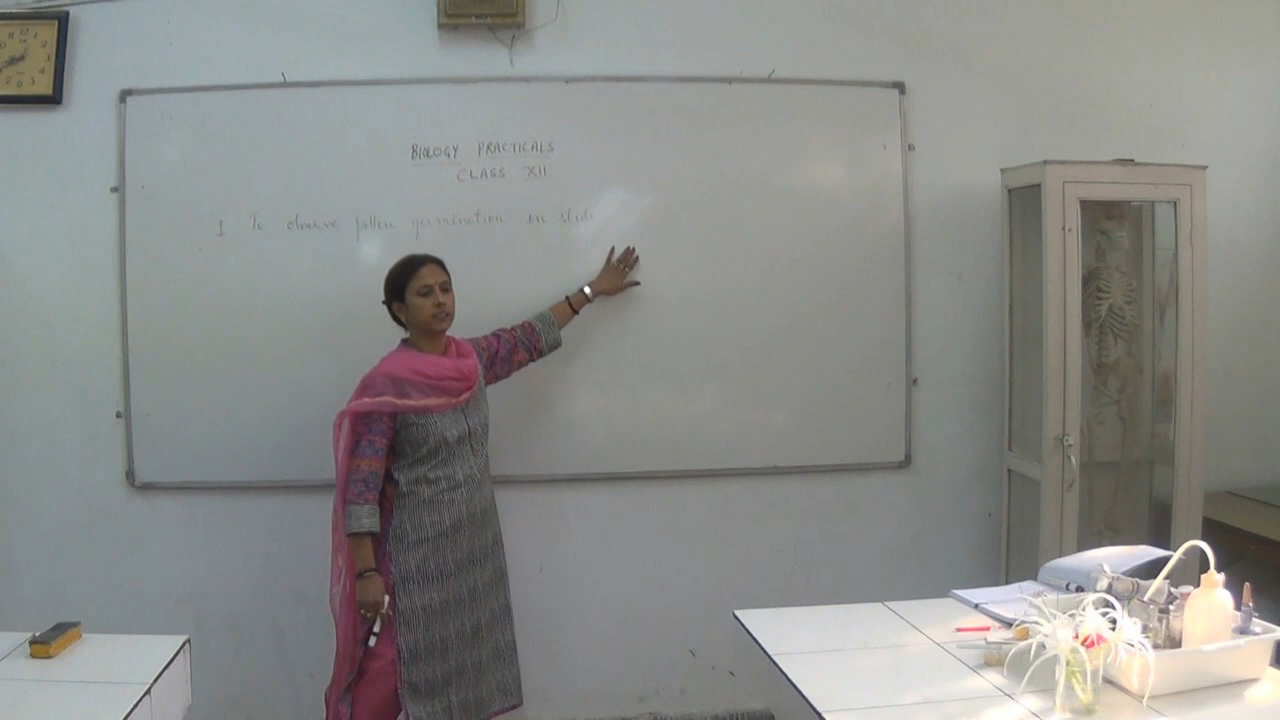 BIOLOGY PRACTICALS
CLASS XII
1 To observe pollen germination on slide